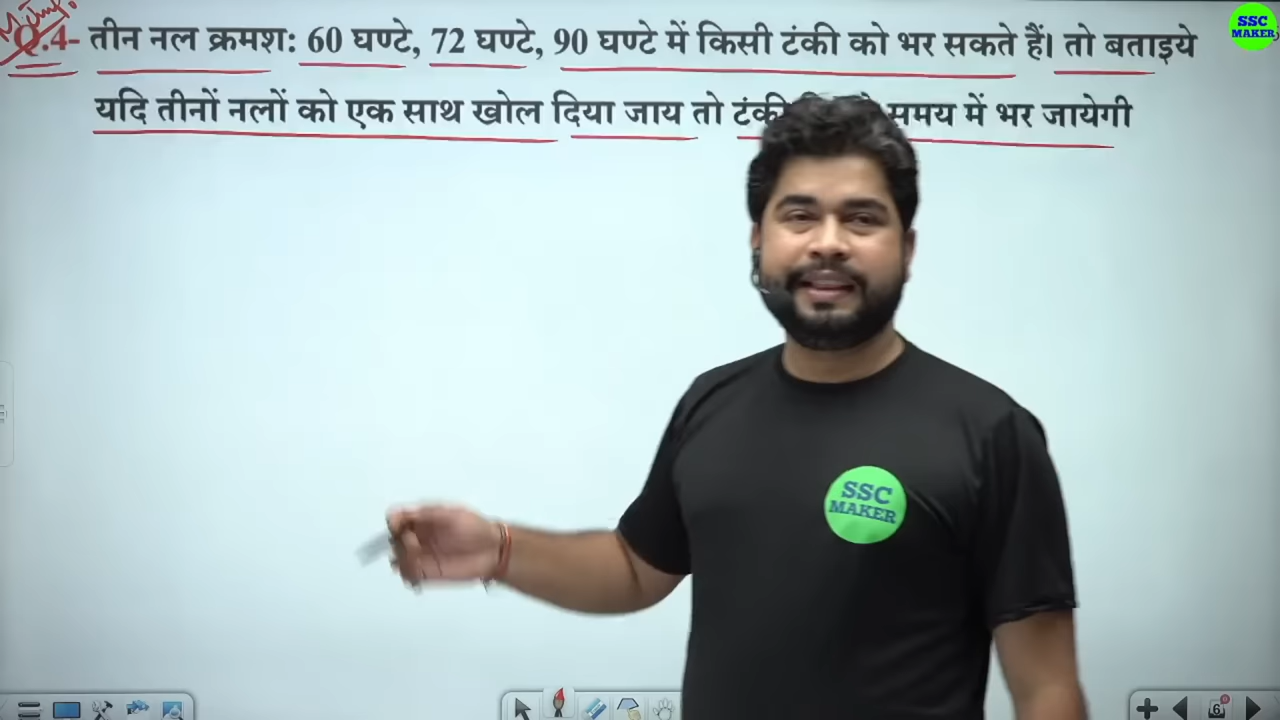 Q.4- तीन नल क्रमश: 60 घण्टे, 72 घण्टे, 90 घण्टे में किसी टंकी को भर सकते हैं। तो बताइये
यदि तीनों नलों को एक साथ खोल दिया जाय तो समय में भर जायेगी
SSC
MAKER
SSC
MAKER
6